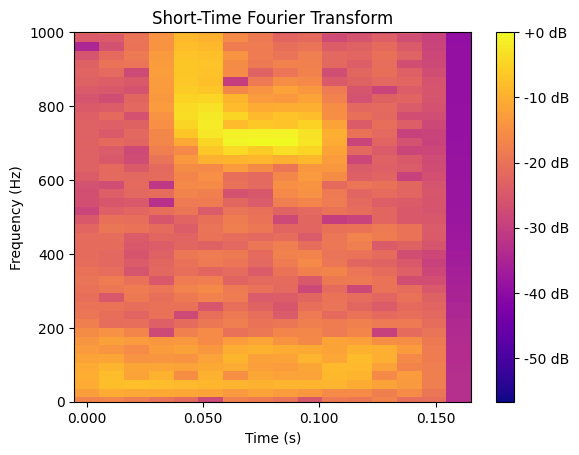 Short-Time Fourier Transform
1000
800
600
400
200
0
Frequency (Hz)
0.000
0.050
0.100
0.150
Time (s)
+0 dB
-10 dB
-20 dB
-30 dB
-40 dB
-50 dB